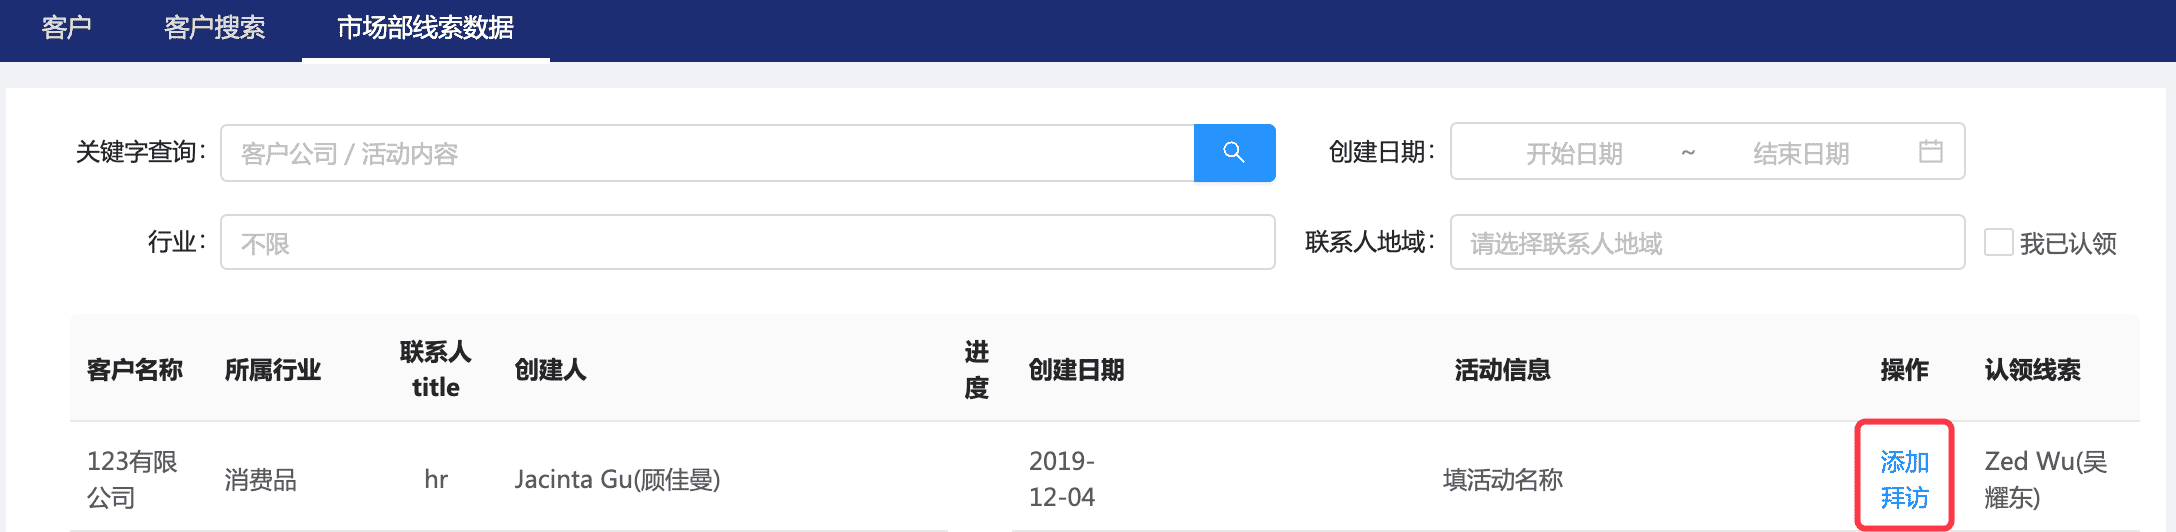 客户 客户搜索 市场部线索数据
关键字查询: 客户公司 / 活动内容 创建日期: 开始日期 ~ 结束日期
行业: 不限 联系人地域: 请选择联系人地域 我已认领
客户名称 所属行业 联系人 title 创建人 进度 创建日期 活动信息 操作 认领线索
123有限公司 消费品 hr Jacinta Gu(顾佳曼) 2019-12-04 填活动名称 添加拜访 Zed Wu(吴耀东)